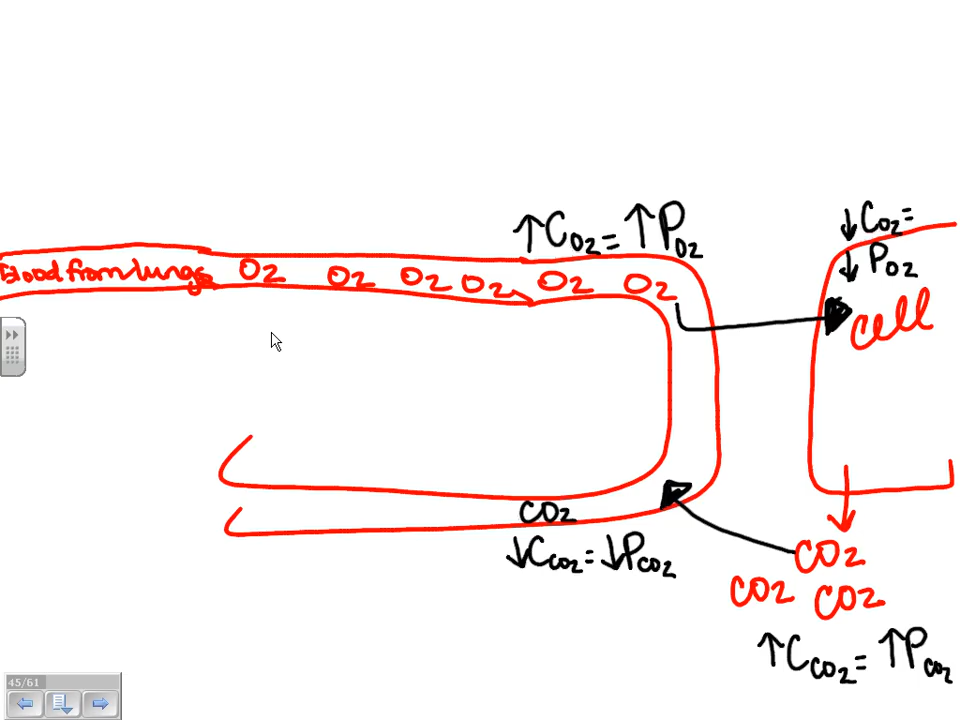 ↑CO2 = ↑PO2
↓CO2 =
↓PO2
Blood from lungs O2 O2 O2 O2 O2 O2
cell
CO2
↓CCO2 = ↓PCO2
CO2
CO2 CO2
↑CCO2 = ↑PCO2
45/61